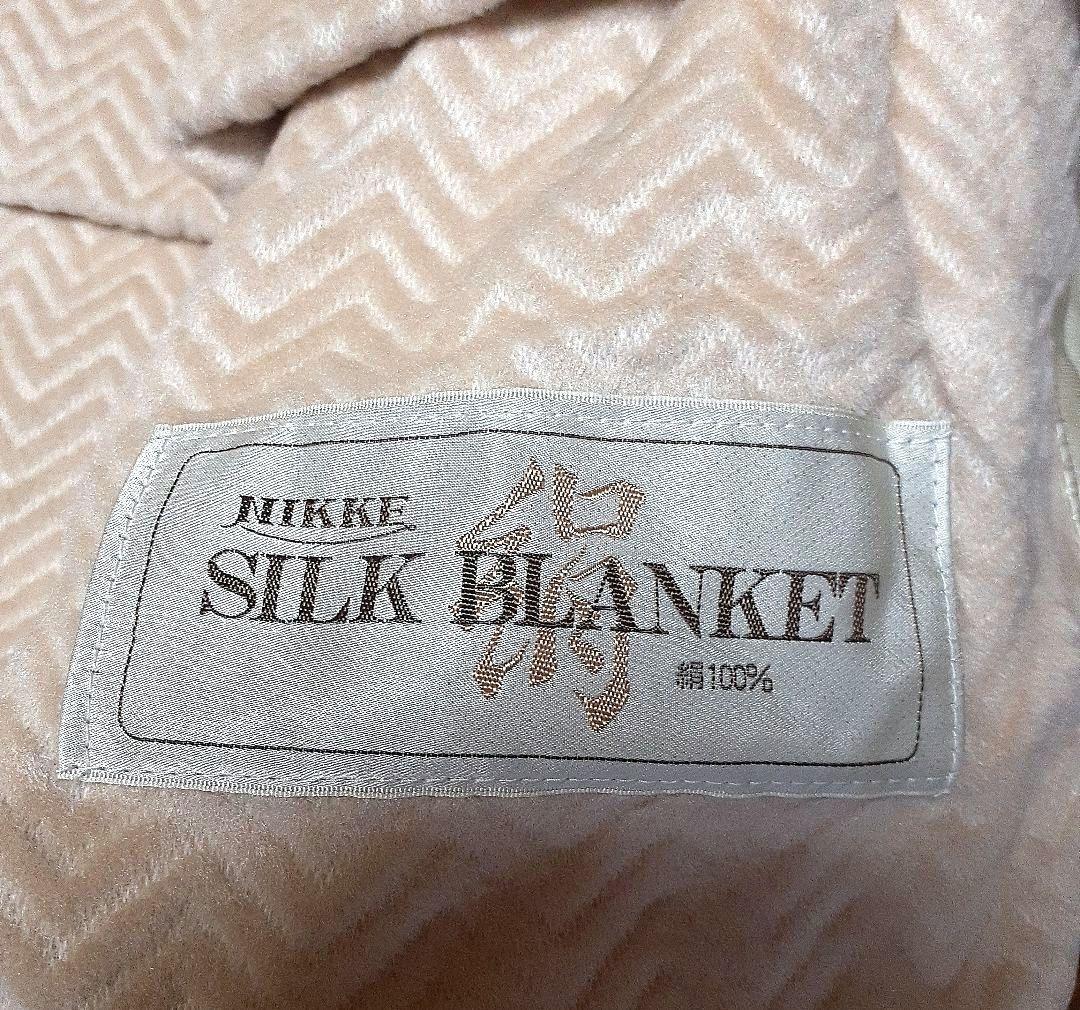 NIKKE
絹
SILK BLANKET
絹100%